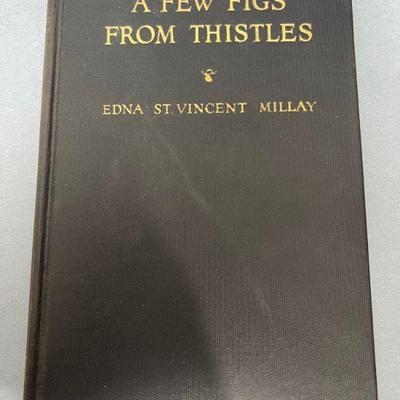 A FEW FIGS
FROM THISTLES
EDNA ST. VINCENT MILLAY